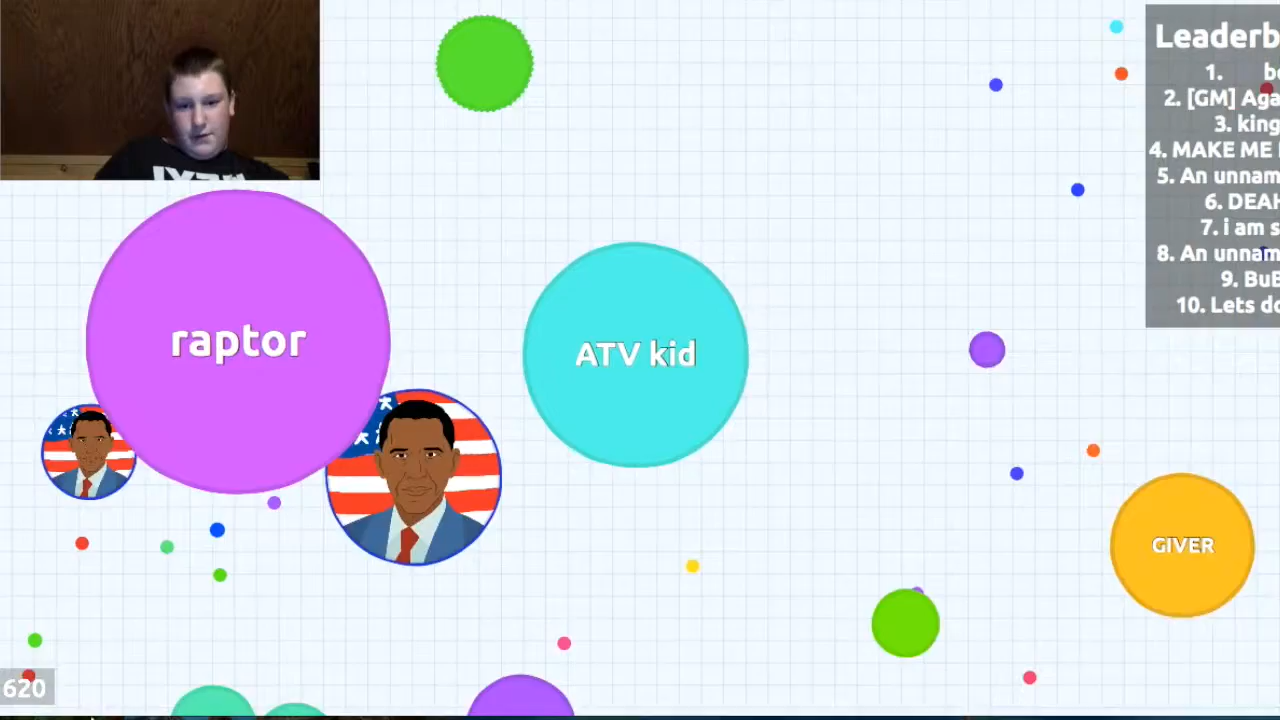 Leaderb
1. be
2. [GM] Aga
3. king
4. MAKE ME
5. An unnam
6. DEAH
7. i am s
8. An unnam
9. BuB
10. Lets do
raptor
ATV kid
GIVER
620